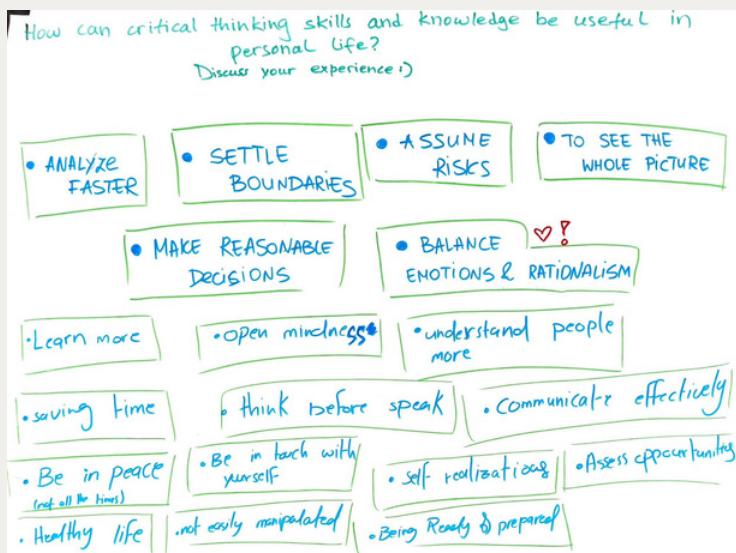 How can critical thinking skills and knowledge be useful in
personal life?
Discuss your experience :)
• ANALYZE
FASTER
• SETTLE
BOUNDARIES
• ASSUME
RISKS
• TO SEE THE
WHOLE PICTURE
• MAKE REASONABLE
DECISIONS
• BALANCE
EMOTIONS & RATIONALISM
♡!
• Learn more
• open mindness
• understand people
more
• saving time
• think before speak
• Communicate effectively
• Be in peace
(not all the times)
• Be in touch with
yourself
• self realizations
• Assess oppourtunities
• Healthy life
• not easily manipulated
• Being Ready & prepared